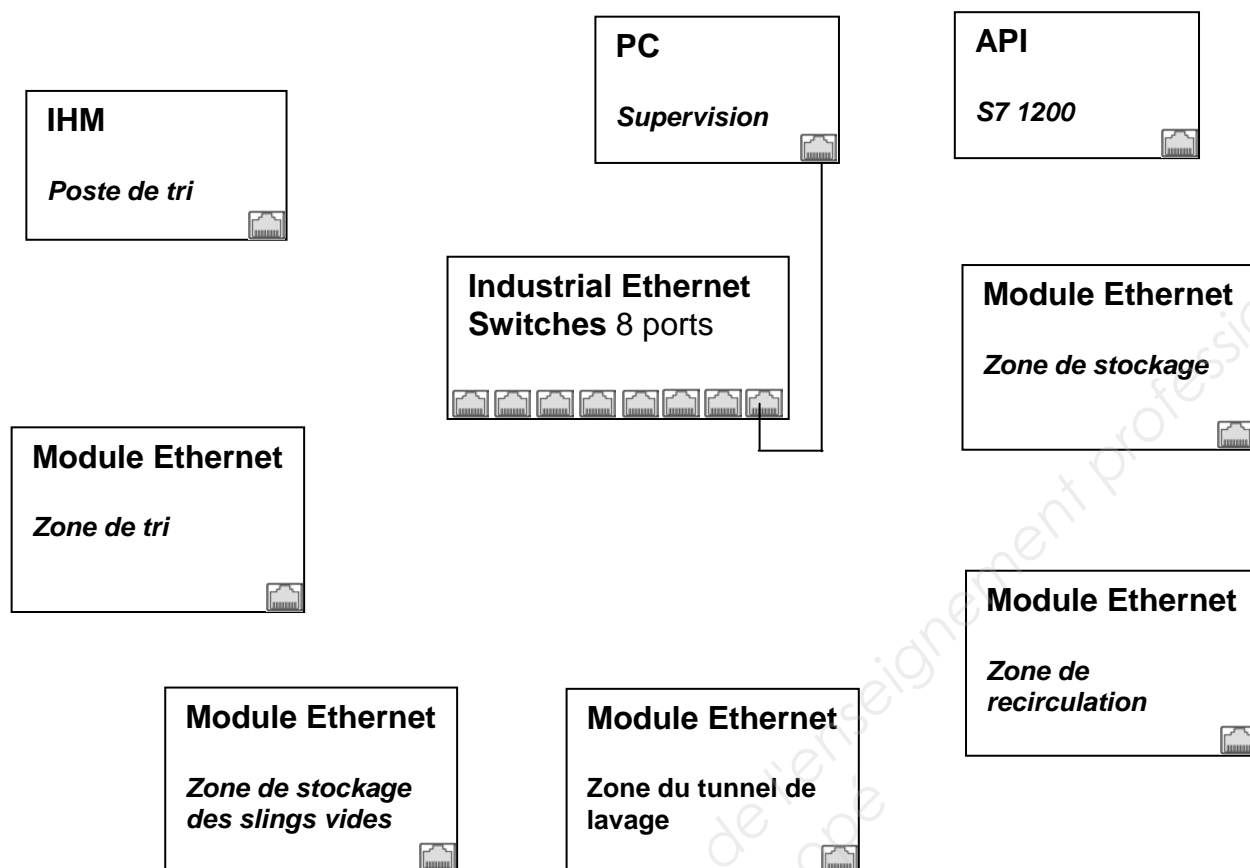 PC
Supervision
API
S7 1200
IHM
Poste de tri
Industrial Ethernet
Switches 8 ports
Module Ethernet
Zone de stockage
Module Ethernet
Zone de tri
Module Ethernet
Zone de
recirculation
Module Ethernet
Zone de stockage
des slings vides
Module Ethernet
Zone du tunnel de
lavage
de l'enseignement